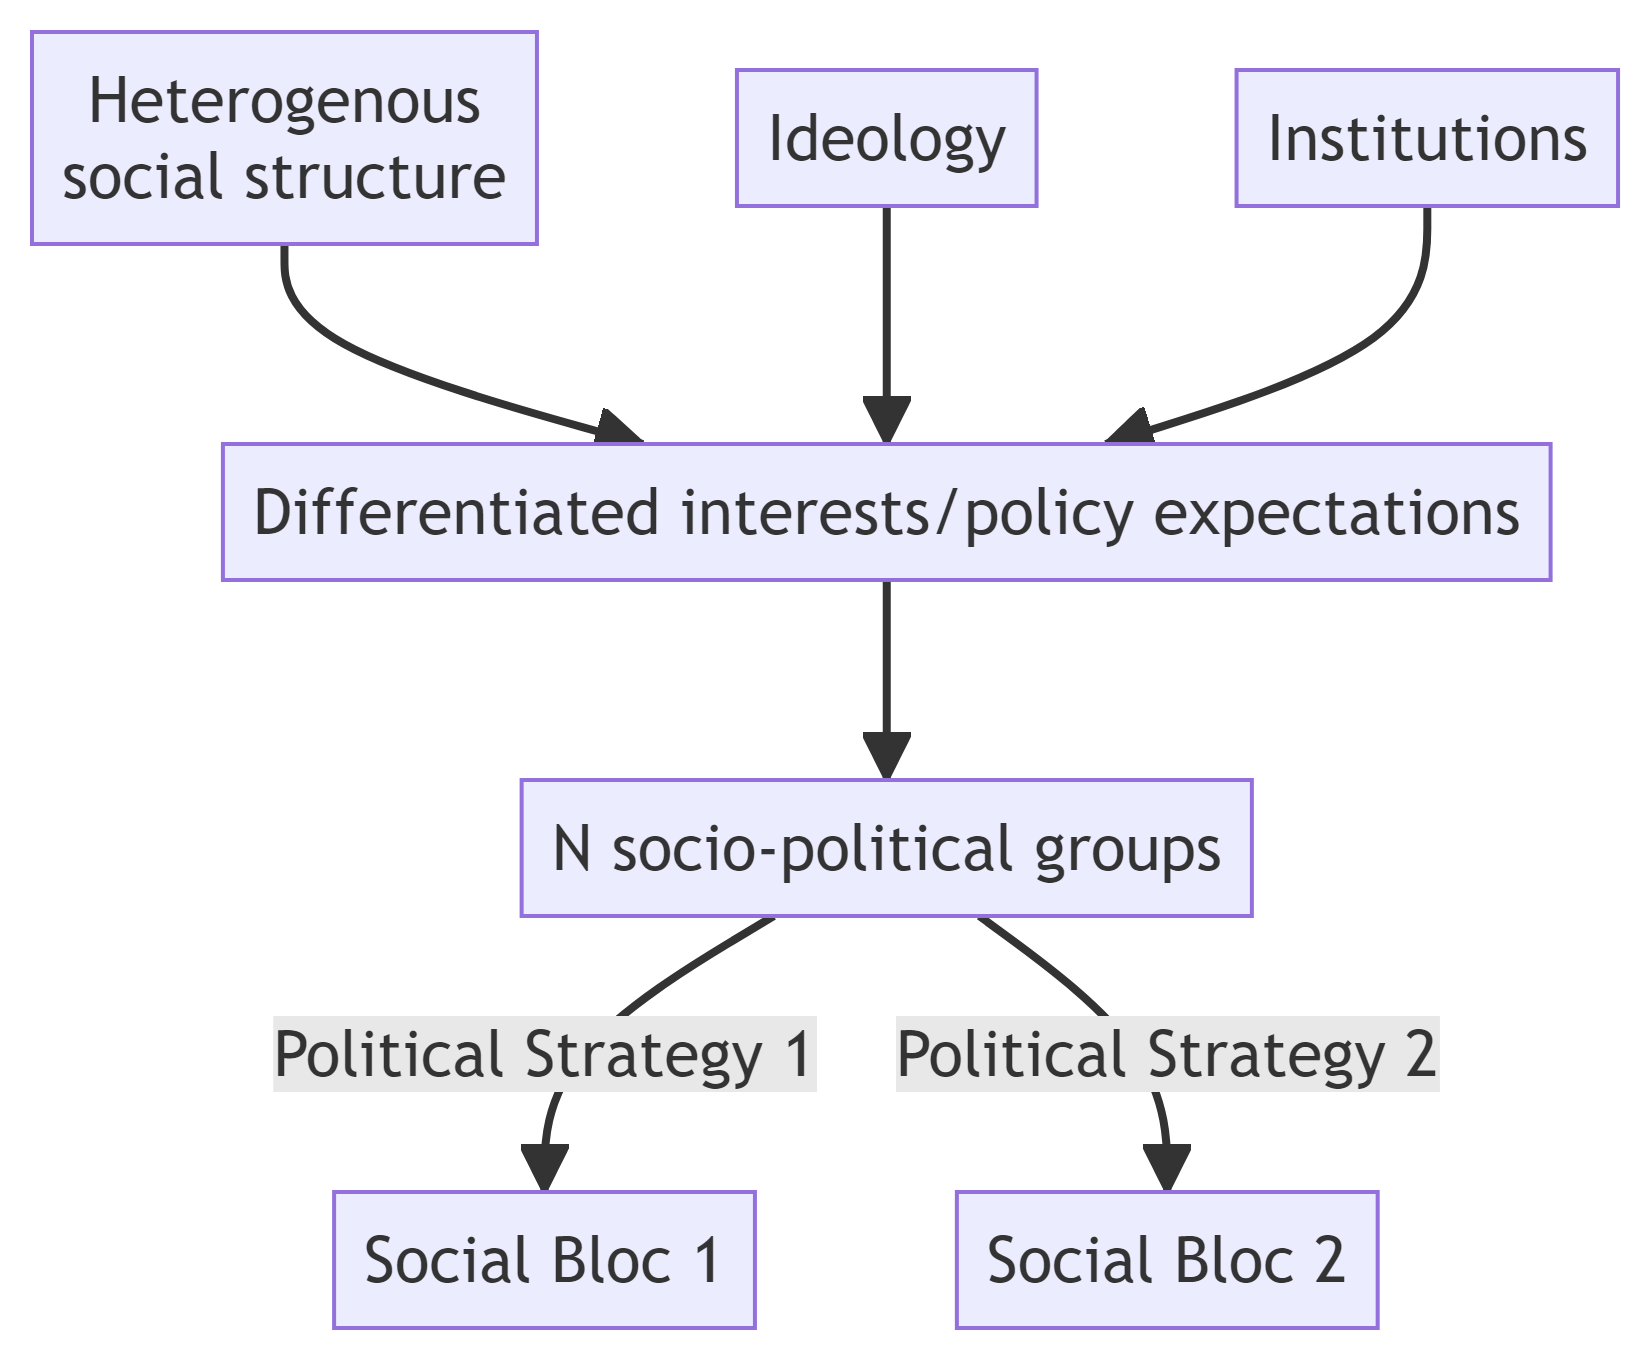 Heterogenous
social structure
Ideology
Institutions
Differentiated interests/policy expectations
N socio-political groups
Political Strategy 1
Political Strategy 2
Social Bloc 1
Social Bloc 2